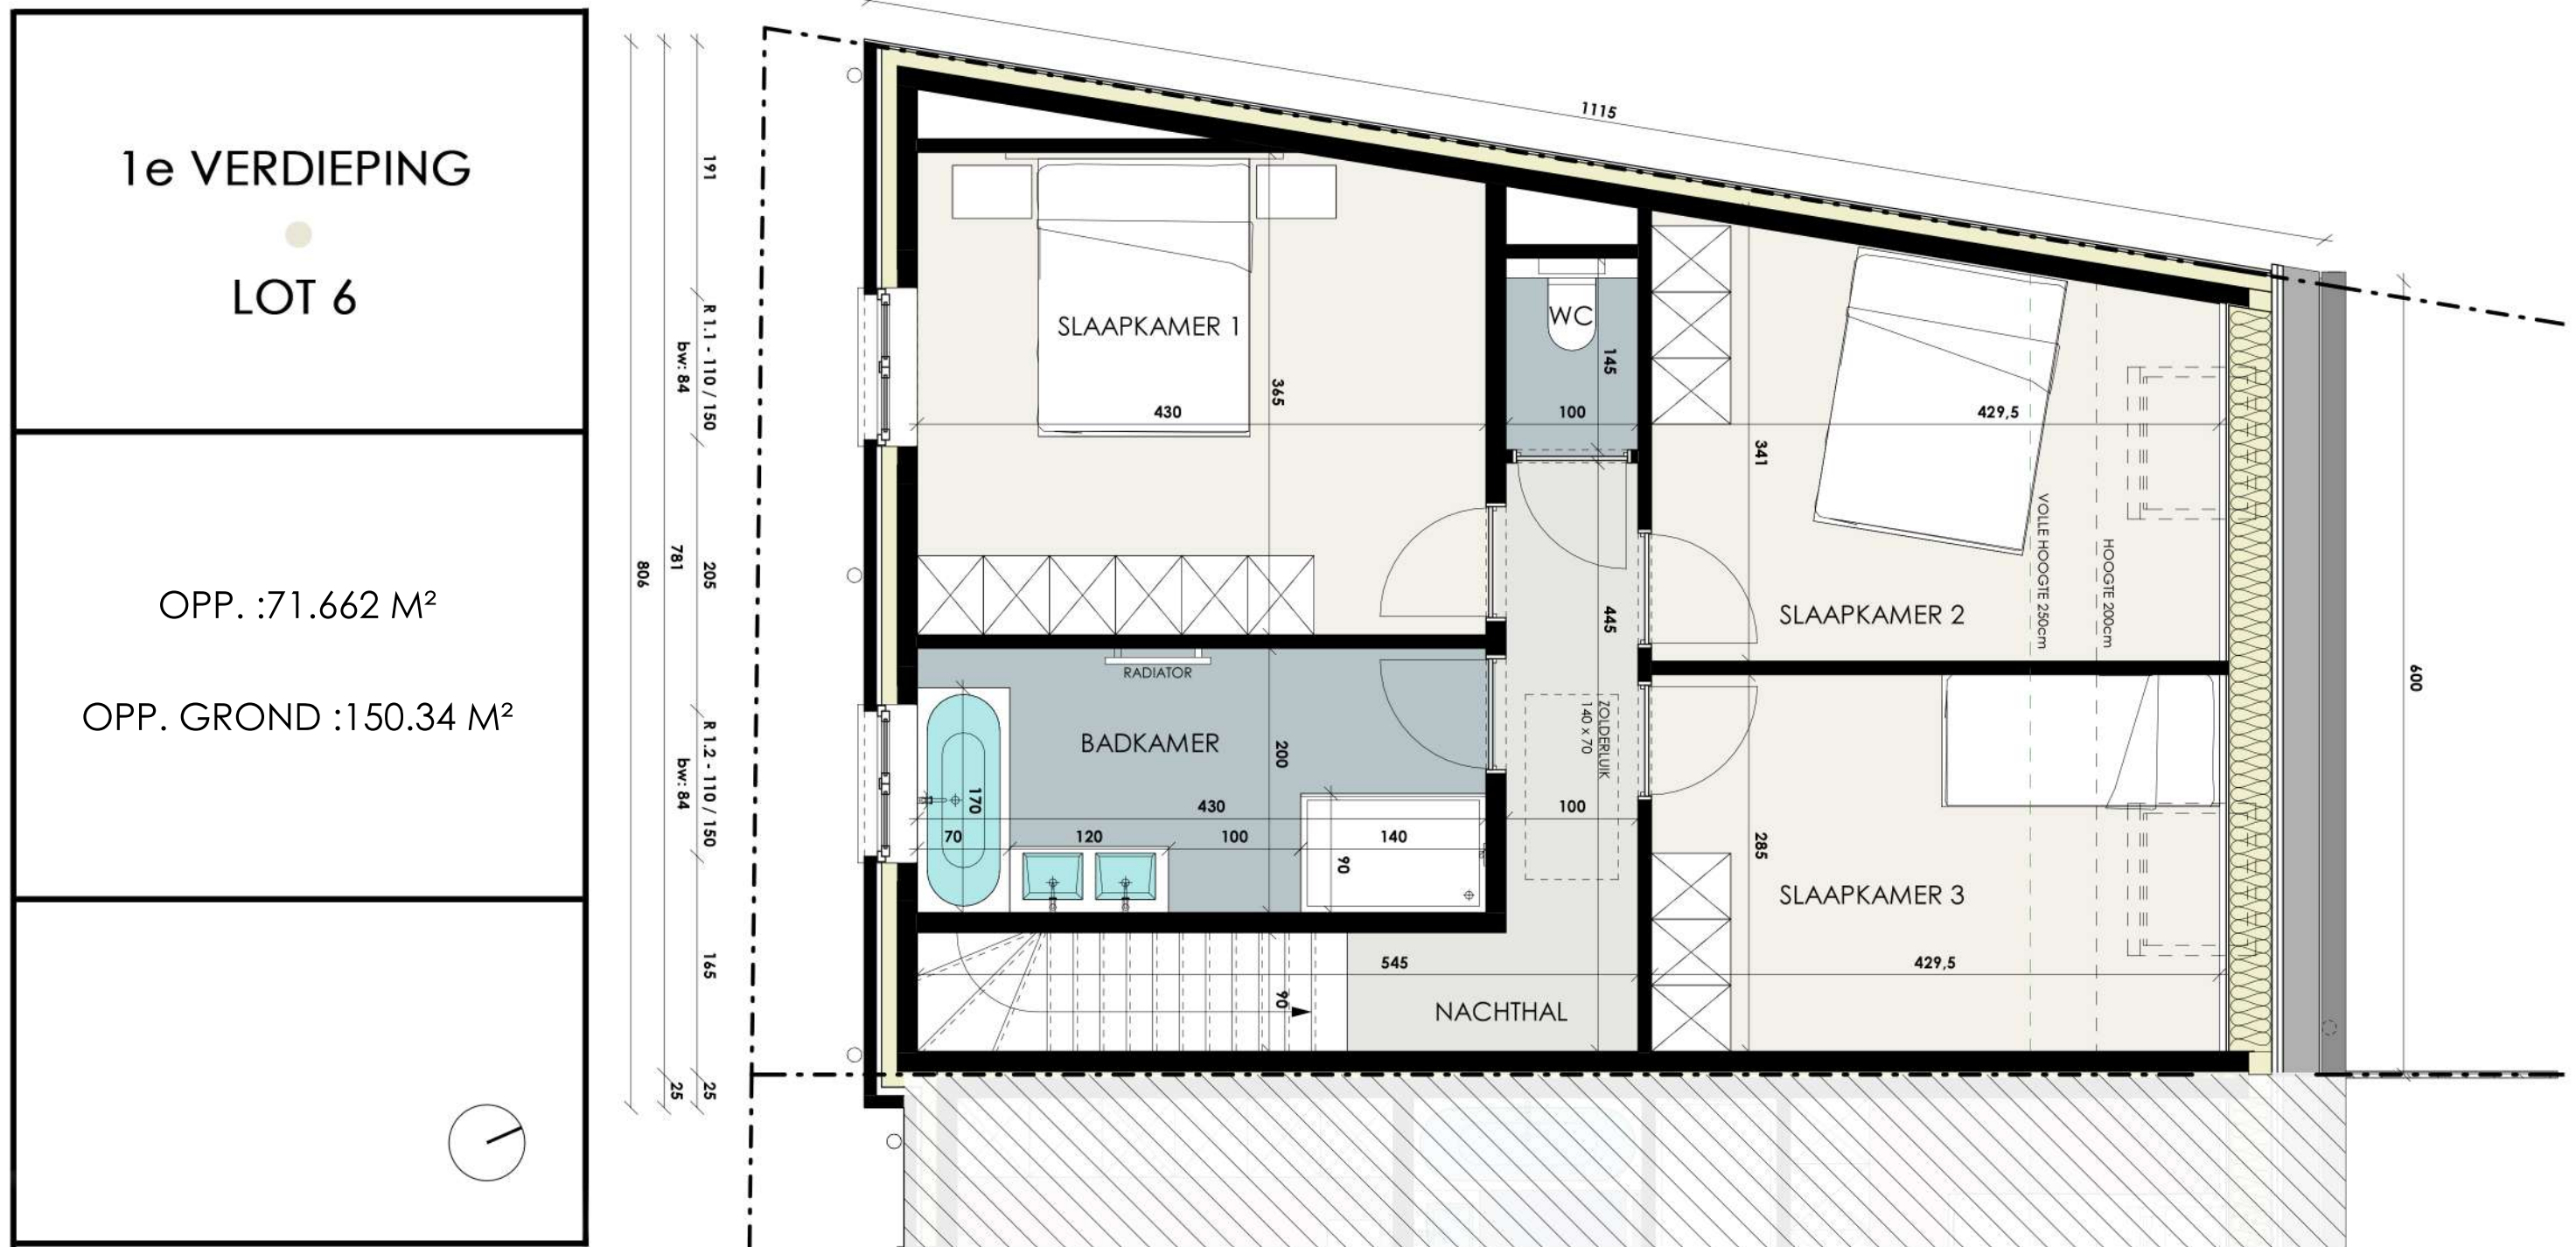 1e VERDIEPING
LOT 6
OPP. :71.662 M²
OPP. GROND :150.34 M²
806
781
25
191
R 1.1 - 110 / 150
bw: 84
205
R 1.2 - 110 / 150
bw: 84
165
25
1115
600
SLAAPKAMER 1
430
365
WC
145
100
429,5
341
VOLLE HOOGTE 250cm
HOOGTE 200cm
SLAAPKAMER 2
445
RADIATOR
BADKAMER
200
170
430
70
120
100
140
90
ZOLDERLUIK
140 x 70
100
285
SLAAPKAMER 3
429,5
545
90
NACHTHAL